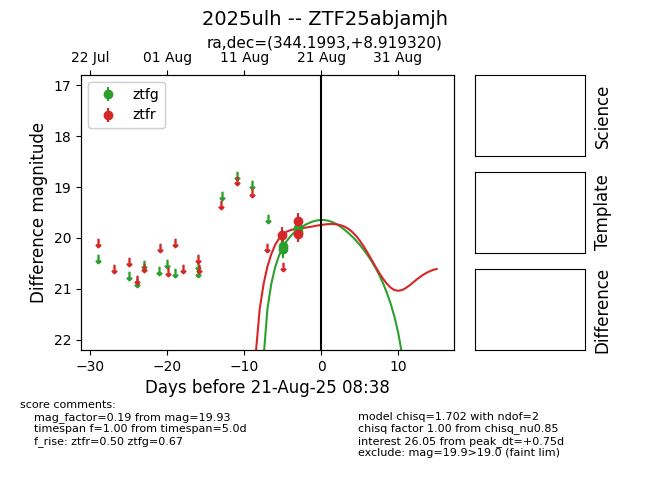 2025ulh -- ZTF25abjamjh
ra,dec=(344.1993,+8.919320)
22 Jul 01 Aug 11 Aug 21 Aug 31 Aug
ztfg
ztfr
17
18
19
20
21
22
Difference magnitude
−30 −20 −10 0 10
Days before 21-Aug-25 08:38
Science
Template
Difference
score comments:
mag_factor=0.19 from mag=19.93
timespan f=1.00 from timespan=5.0d
f_rise: ztfr=0.50 ztfg=0.67
model chisq=1.702 with ndof=2
chisq factor 1.00 from chisq_nu0.85
interest 26.05 from peak_dt=+0.75d
exclude: mag=19.9>19.0 (faint lim)